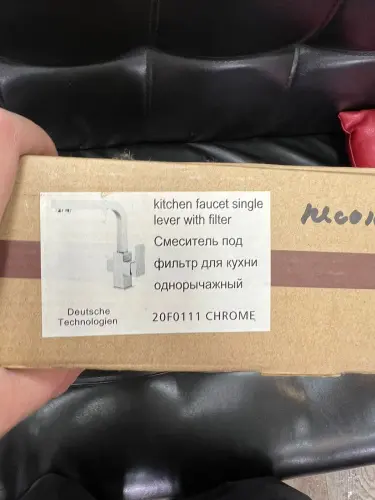 kitchen faucet single
lever with filter
Смеситель под
фильтр для кухни
однорычажный
Deutsche
Technologien
20F0111 CHROME